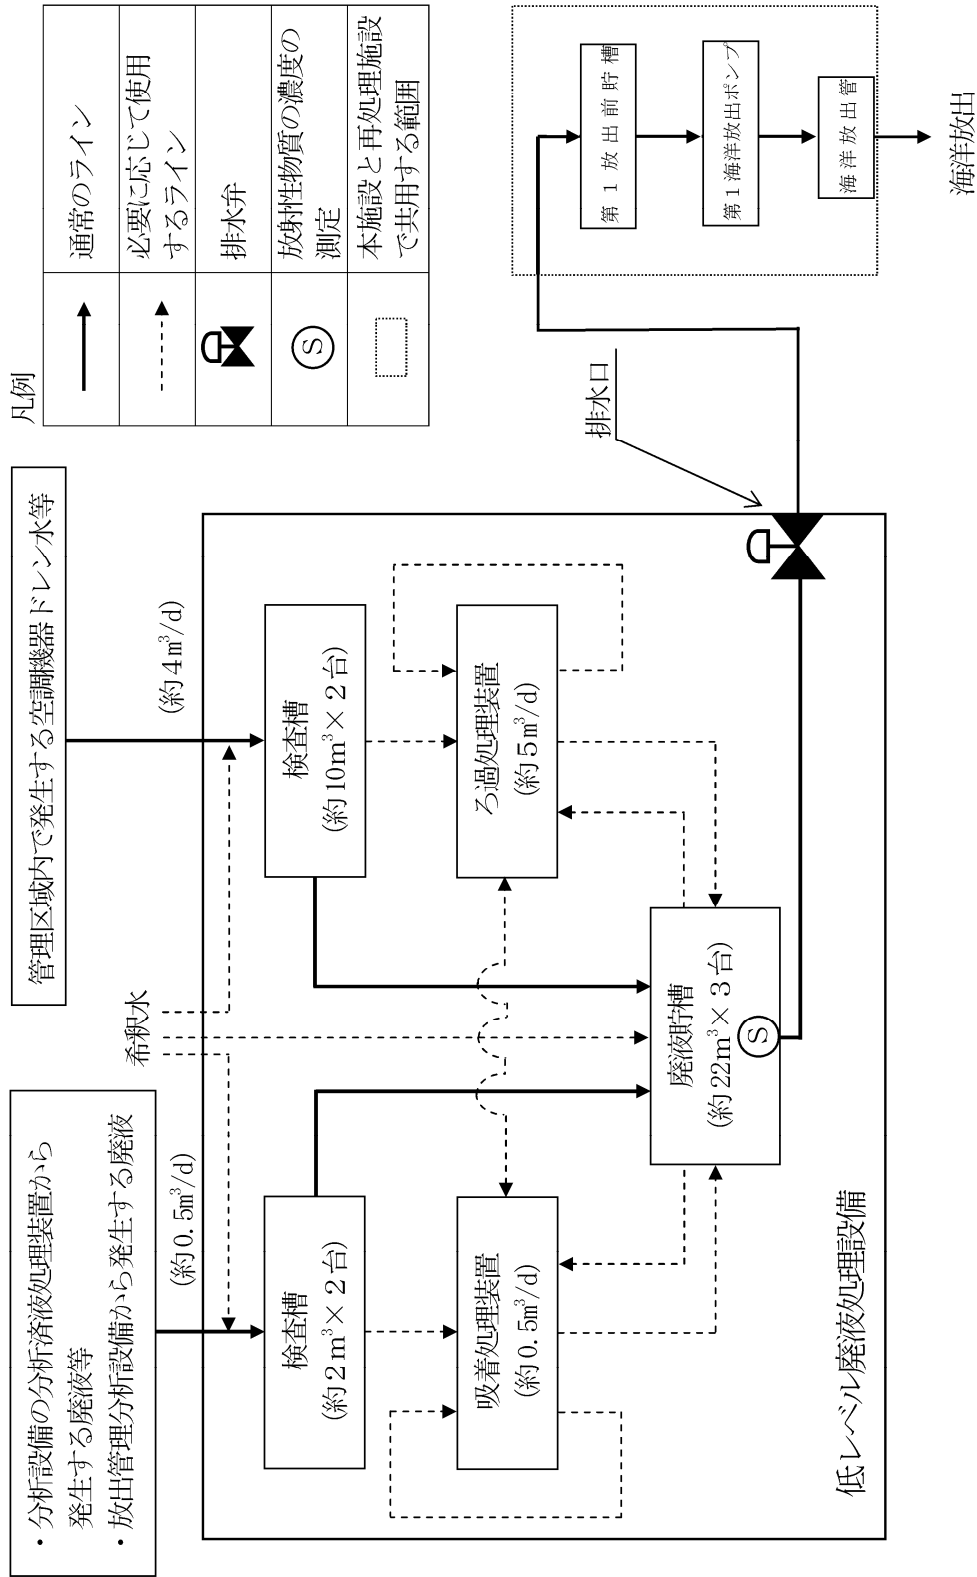 ・分析設備の分析済液処理装置から
発生する廃液等
・放出管理分析設備から発生する廃液
管理区域内で発生する空調機器ドレン水等
凡例
通常のライン
必要に応じて使用
するライン
排水弁
S
放射性物質の濃度の
測定
本施設と再処理施設
で共用する範囲
希釈水
(約0.5m³/d)
(約4m³/d)
検査槽
(約2m³×2台)
検査槽
(約10m³×2台)
吸着処理装置
(約0.5m³/d)
ろ過処理装置
(約5m³/d)
廃液貯槽
(約22m³×3台)
S
低レベル廃液処理設備
排水口
第1放出前貯槽
第1海洋放出ポンプ
海洋放出管
海洋放出